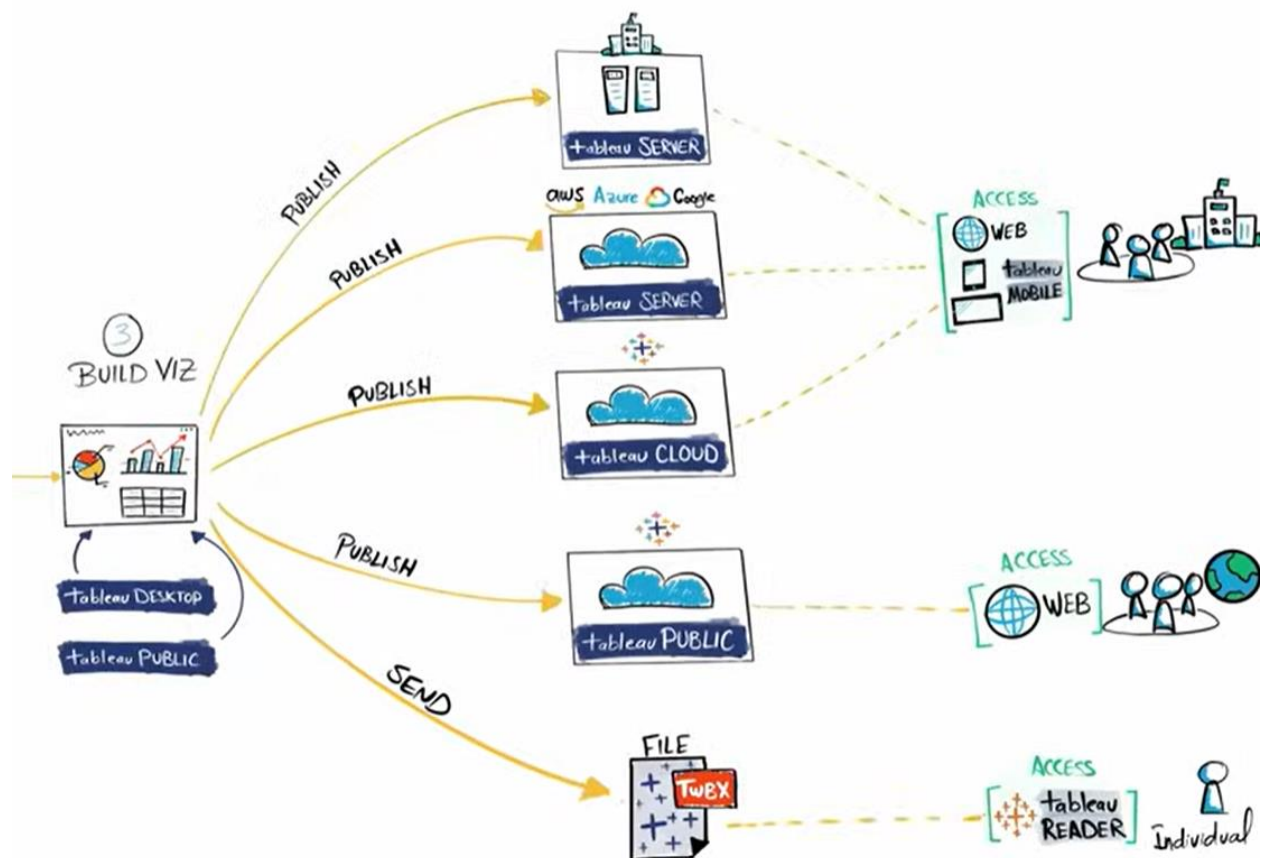 3
BUILD VIZ
tableau DESKTOP
tableau PUBLIC
PUBLISH
PUBLISH
PUBLISH
PUBLISH
SEND
tableau SERVER
aws Azure Google
tableau SERVER
tableau CLOUD
tableau PUBLIC
FILE
TWBX
ACCESS
WEB
tableau
MOBILE
ACCESS
WEB
ACCESS
tableau
READER
Individual